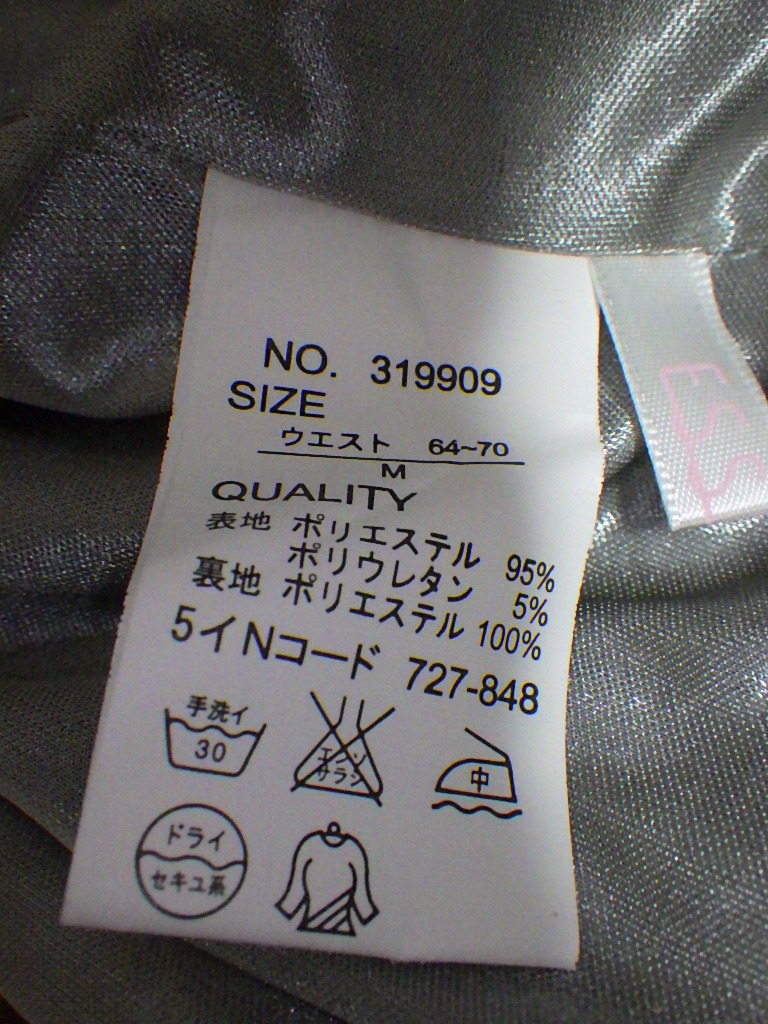 NO. 319909
SIZE
ウエスト 64~70
M
QUALITY
表地 ポリエステル 95%
ポリウレタン 5%
裏地 ポリエステル 100%
5イNコード 727-848
手洗イ
30
エンソ
サラシ
中
ドライ
セキユ系
ESS